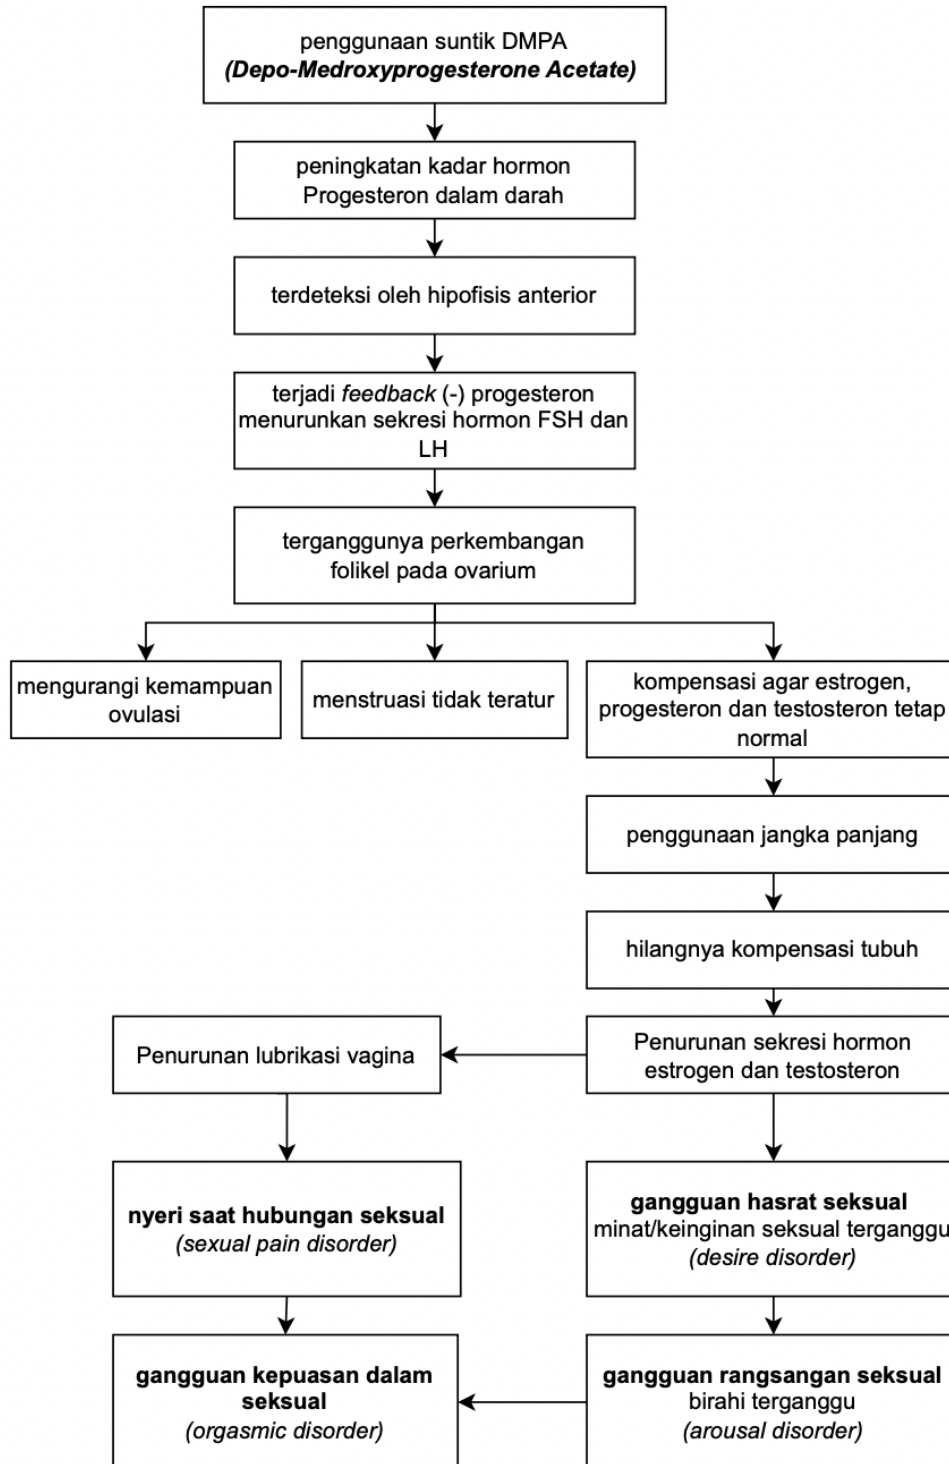 penggunaan suntik DMPA
(Depo-Medroxyprogesterone Acetate)
peningkatan kadar hormon
Progesteron dalam darah
terdeteksi oleh hipofisis anterior
terjadi feedback (-) progesteron
menurunkan sekresi hormon FSH dan
LH
terganggunya perkembangan
folikel pada ovarium
mengurangi kemampuan
ovulasi
menstruasi tidak teratur
kompensasi agar estrogen,
progesteron dan testosteron tetap
normal
penggunaan jangka panjang
hilangnya kompensasi tubuh
Penurunan sekresi hormon
estrogen dan testosteron
Penurunan lubrikasi vagina
nyeri saat hubungan seksual
(sexual pain disorder)
gangguan hasrat seksual
minat/keinginan seksual terganggu
(desire disorder)
gangguan kepuasan dalam
seksual
(orgasmic disorder)
gangguan rangsangan seksual
birahi terganggu
(arousal disorder)